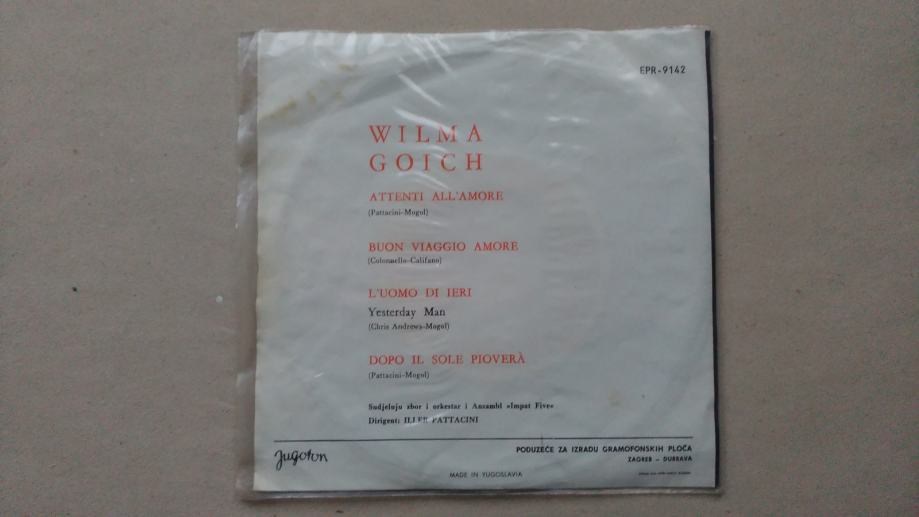 EPR-9142
WILMA
GOICH
ATTENTI ALL'AMORE
(Pattacini-Mogol)
BUON VIAGGIO AMORE
(Colonnello-Califano)
L'UOMO DI IERI
Yesterday Man
(Chris Andrews-Mogol)
DOPO IL SOLE PIOVERÀ
(Pattacini-Mogol)
Sudjeluju zbor i orkestar i Ansambl »Impat Five«
Dirigent: ILLER PATTACINI
Jugoton
PODUZEĆE ZA IZRADU GRAMOFONSKIH PLOČA
ZAGREB - DUBRAVA
MADE IN YUGOSLAVIA